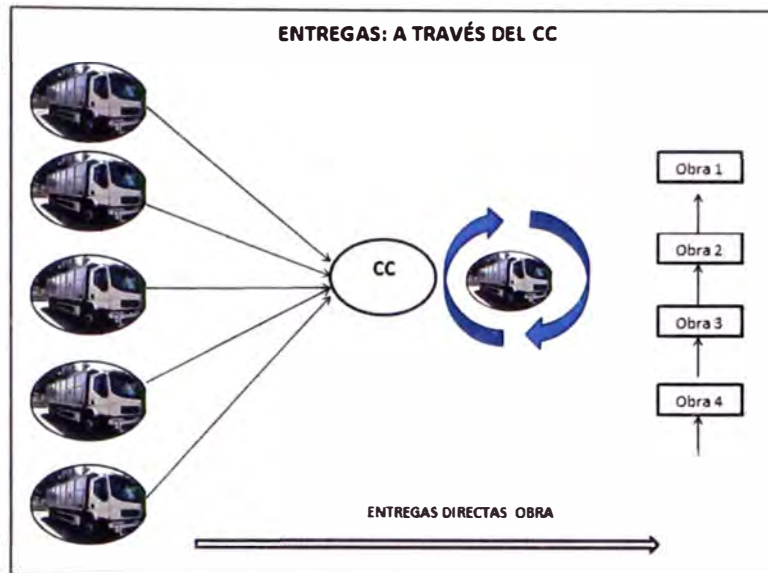 ENTREGAS: A TRAVÉS DEL CC
CC
Obra 1
Obra 2
Obra 3
Obra 4
ENTREGAS DIRECTAS OBRA